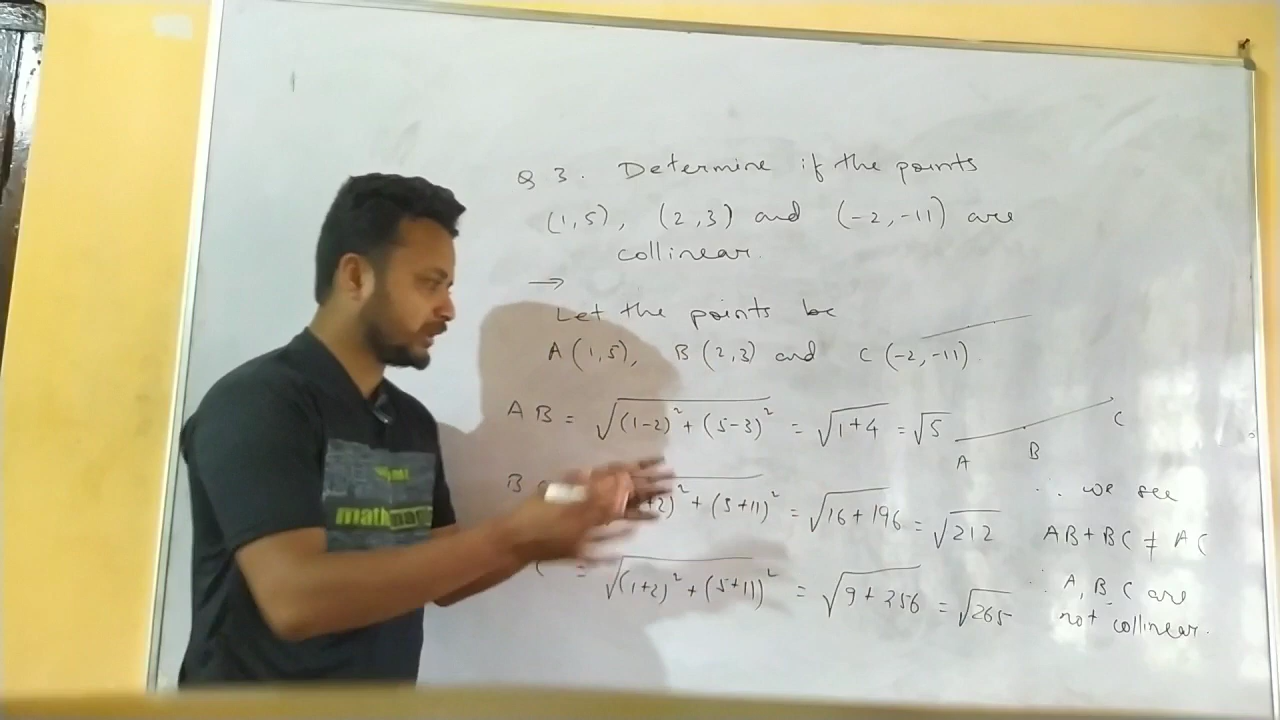 Q 3. Determine if the points
(1,5), (2,3) and (-2,-11) are
collinear.
→
Let the points be
A(1,5), B(2,3) and C(-2,-11).
AB = √((1-2)² + (5-3)²) = √(1+4) = √5
A B C
B +2)² + (3+11)² = √(16+196) = √212
C = √((1+2)² + (5+11)²) = √(9+256) = √265
∴ we see
AB+BC ≠ AC
∴ A, B, C are
not collinear.
math